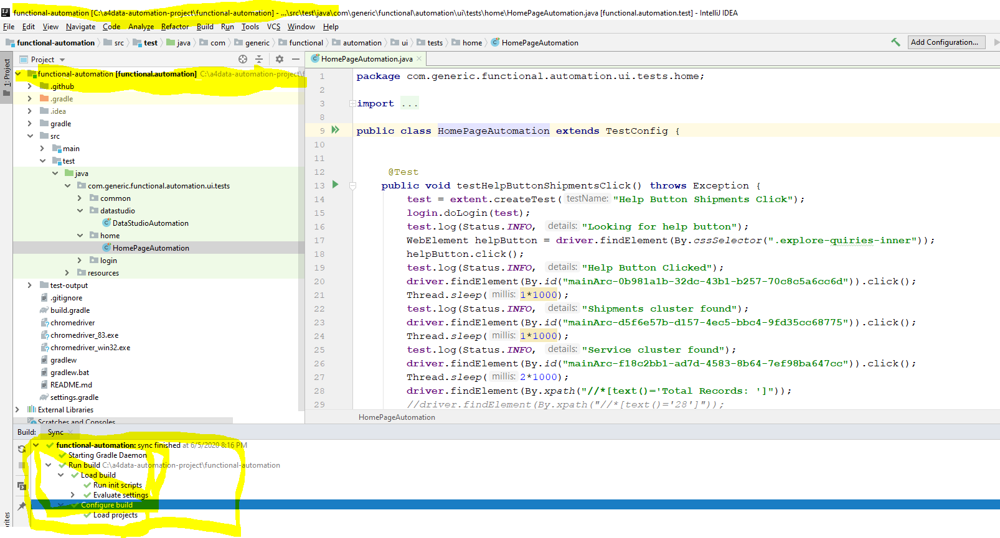 functional-automation [C:\a4data-automation-project\functional-automation] - ...\src\test\java\com\generic\functional\automation\ui\tests\home\HomePageAutomation.java [functional.automation.test] - IntelliJ IDEA
File Edit View Navigate Code Analyze Refactor Build Run Tools VCS Window Help
functional-automation src test java com generic functional automation ui tests home HomePageAutomation Add Configuration...
1: Project
Project
functional-automation [functional.automation] C:\a4data-automation-project\f
.github
.gradle
.idea
gradle
src
main
test
java
com.generic.functional.automation.ui.tests
common
datastudio
DataStudioAutomation
home
HomePageAutomation
login
resources
test-output
.gitignore
build.gradle
chromedriver
chromedriver_83.exe
chromedriver_win32.exe
gradlew
gradlew.bat
README.md
settings.gradle
External Libraries
Scratches and Consoles
HomePageAutomation.java
1 package com.generic.functional.automation.ui.tests.home;
2
3 import ...
8
9 public class HomePageAutomation extends TestConfig {
10
11
12 @Test
13 public void testHelpButtonShipmentsClick() throws Exception {
14 test = extent.createTest( testName: "Help Button Shipments Click");
15 login.doLogin(test);
16 test.log(Status.INFO, details: "Looking for help button");
17 WebElement helpButton = driver.findElement(By.cssSelector(".explore-quiries-inner"));
18 helpButton.click();
19 test.log(Status.INFO, details: "Help Button Clicked");
20 driver.findElement(By.id("mainArc-0b981a1b-32dc-43b1-b257-70c8c5a6cc6d")).click();
21 Thread.sleep( millis: 1*1000);
22 test.log(Status.INFO, details: "Shipments cluster found");
23 driver.findElement(By.id("mainArc-d5f6e57b-d157-4ec5-bbc4-9fd35cc68775")).click();
24 Thread.sleep( millis: 1*1000);
25 test.log(Status.INFO, details: "Service cluster found");
26 driver.findElement(By.id("mainArc-f18c2bb1-ad7d-4583-8b64-7ef98ba647cc")).click();
27 Thread.sleep( millis: 2*1000);
28 driver.findElement(By.xpath("//*[text()='Total Records: ']"));
29 //driver.findElement(By.xpath("//*[text()='28']"));
HomePageAutomation
Build: Sync
functional-automation: sync finished at 6/5/2020 8:16 PM
Starting Gradle Daemon
Run build C:\a4data-automation-project\functional-automation
Load build
Run init scripts
Evaluate settings
Configure build
Load projects